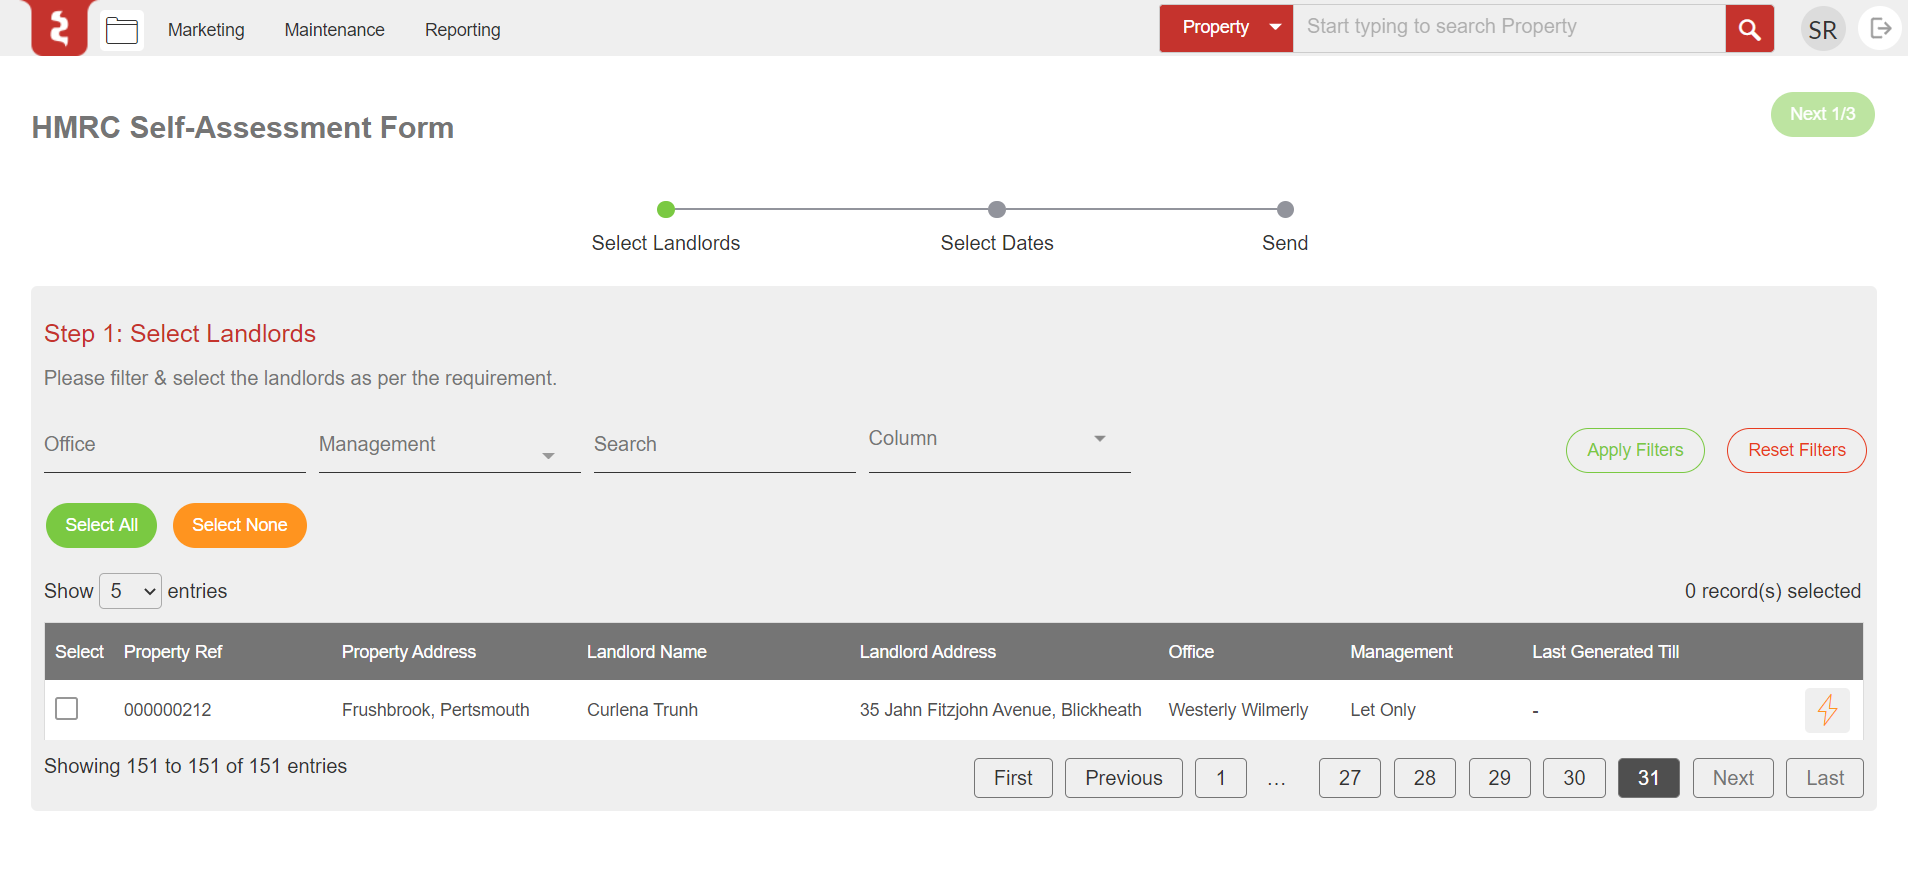 Marketing Maintenance Reporting Property Start typing to search Property SR
HMRC Self-Assessment Form Next 1/3
Select Landlords Select Dates Send
Step 1: Select Landlords
Please filter & select the landlords as per the requirement.
Office Management Search Column Apply Filters Reset Filters
Select All Select None
Show 5 entries 0 record(s) selected
Select Property Ref Property Address Landlord Name Landlord Address Office Management Last Generated Till
000000212 Frushbrook, Pertsmouth Curlena Trunh 35 Jahn Fitzjohn Avenue, Blickheath Westerly Wilmerly Let Only -
Showing 151 to 151 of 151 entries First Previous 1 ... 27 28 29 30 31 Next Last